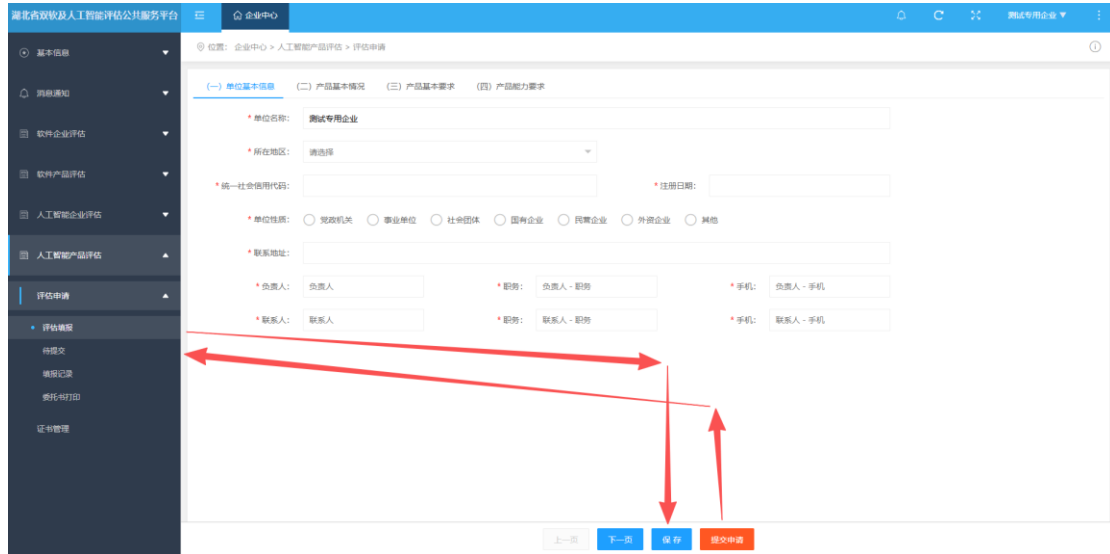 湖北省双软及人工智能评估公共服务平台
企业中心
测试专用企业
基本信息
消息通知
软件企业评估
软件产品评估
人工智能企业评估
人工智能产品评估
评估申请
评估填报
待提交
填报记录
委托书打印
证书管理
位置： 企业中心 > 人工智能产品评估 > 评估申请
（一）单位基本信息 （二）产品基本情况 （三）产品基本要求 （四）产品能力要求
* 单位名称： 测试专用企业
* 所在地区： 请选择
* 统一社会信用代码： * 注册日期：
* 单位性质： 党政机关 事业单位 社会团体 国有企业 民营企业 外资企业 其他
* 联系地址：
* 负责人： 负责人 * 职务： 负责人 - 职务 * 手机： 负责人 - 手机
* 联系人： 联系人 * 职务： 联系人 - 职务 * 手机： 联系人 - 手机
上一页 下一页 保 存 提交申请